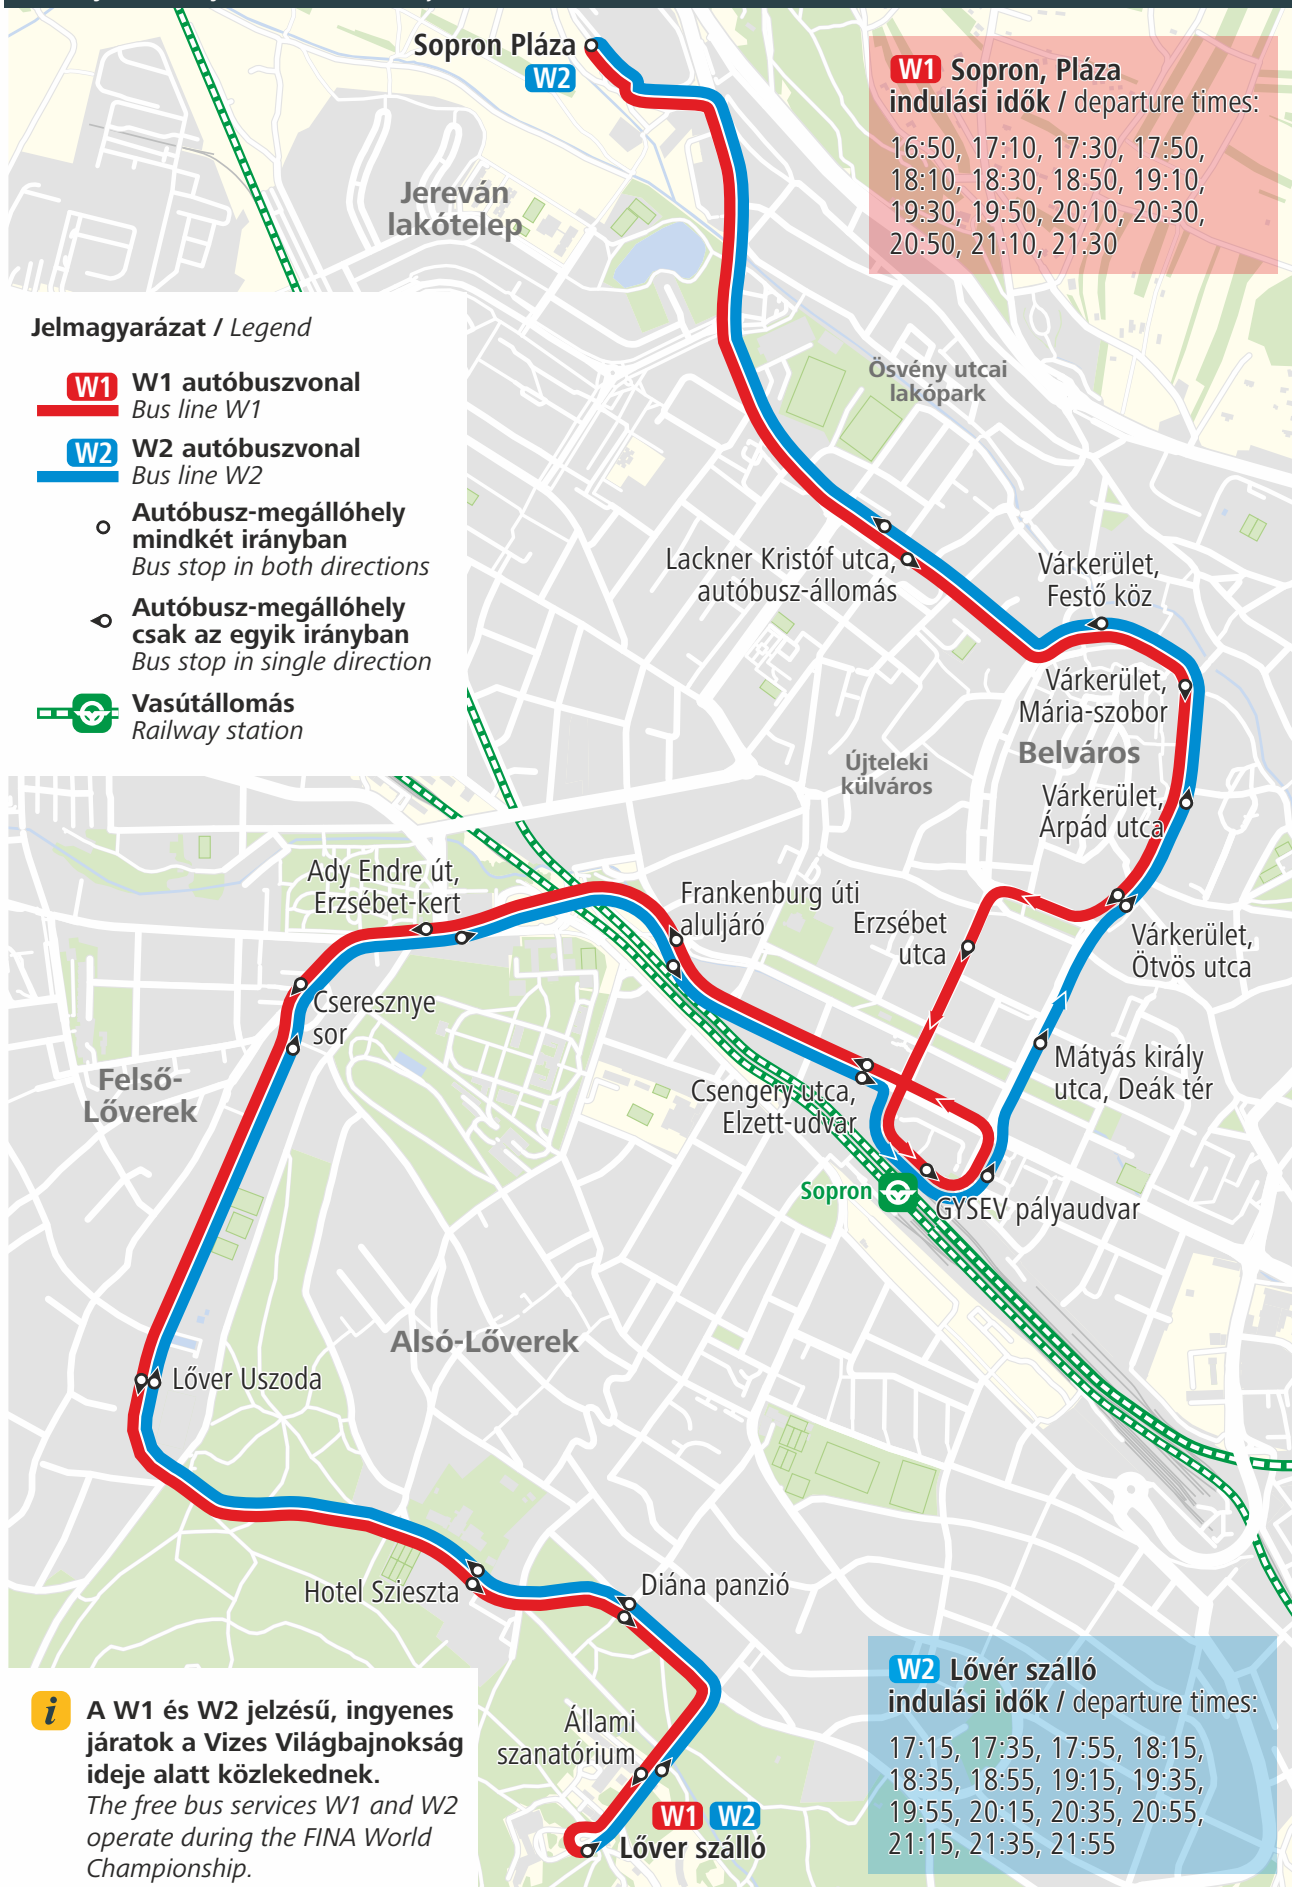 Sopron Pláza
W2
W1 Sopron, Pláza
indulási idők / departure times:
16:50, 17:10, 17:30, 17:50,
18:10, 18:30, 18:50, 19:10,
19:30, 19:50, 20:10, 20:30,
20:50, 21:10, 21:30
Jereván
lakótelep
Jelmagyarázat / Legend
W1 W1 autóbuszvonal
Bus line W1
W2 W2 autóbuszvonal
Bus line W2
Autóbusz-megállóhely
mindkét irányban
Bus stop in both directions
Autóbusz-megállóhely
csak az egyik irányban
Bus stop in single direction
Vasútállomás
Railway station
Ösvény utcai
lakópark
Lackner Kristóf utca,
autóbusz-állomás
Várkerület,
Festő köz
Várkerület,
Mária-szobor
Belváros
Újteleki
külváros
Várkerület,
Árpád utca
Ady Endre út,
Erzsébet-kert
Frankenburg úti
aluljáró
Erzsébet
utca
Várkerület,
Ötvös utca
Cseresznye
sor
Felső-
Lőverek
Csengery utca,
Elzett-udvar
Mátyás király
utca, Deák tér
Sopron
GYSEV pályaudvar
Alsó-Lőverek
Lőver Uszoda
Hotel Szieszta
Diána panzió
Állami
szanatórium
W1 W2
Lőver szálló
i A W1 és W2 jelzésű, ingyenes
járatok a Vizes Világbajnokság
ideje alatt közlekednek.
The free bus services W1 and W2
operate during the FINA World
Championship.
W2 Lővér szálló
indulási idők / departure times:
17:15, 17:35, 17:55, 18:15,
18:35, 18:55, 19:15, 19:35,
19:55, 20:15, 20:35, 20:55,
21:15, 21:35, 21:55